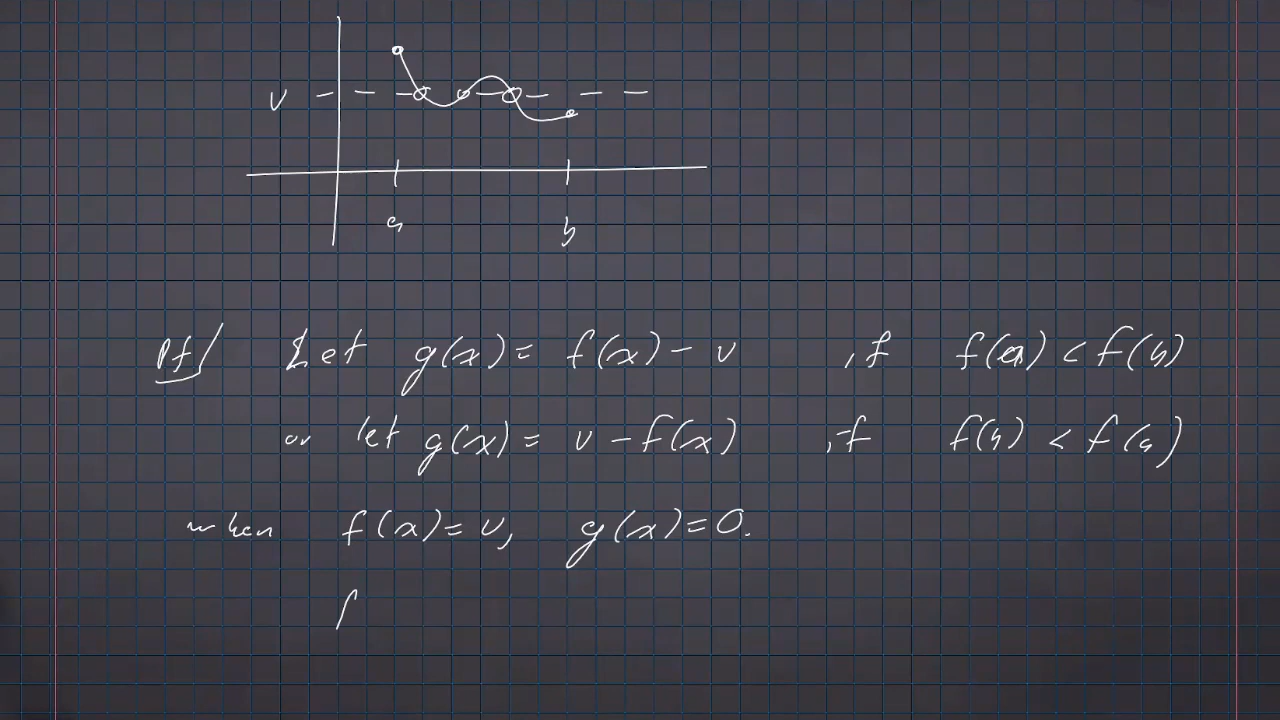 v
a b
Pf/ Let g(x) = f(x) - v , if f(a) < f(b)
or let g(x) = v - f(x) , if f(b) < f(a)
when f(x) = v, g(x) = 0.